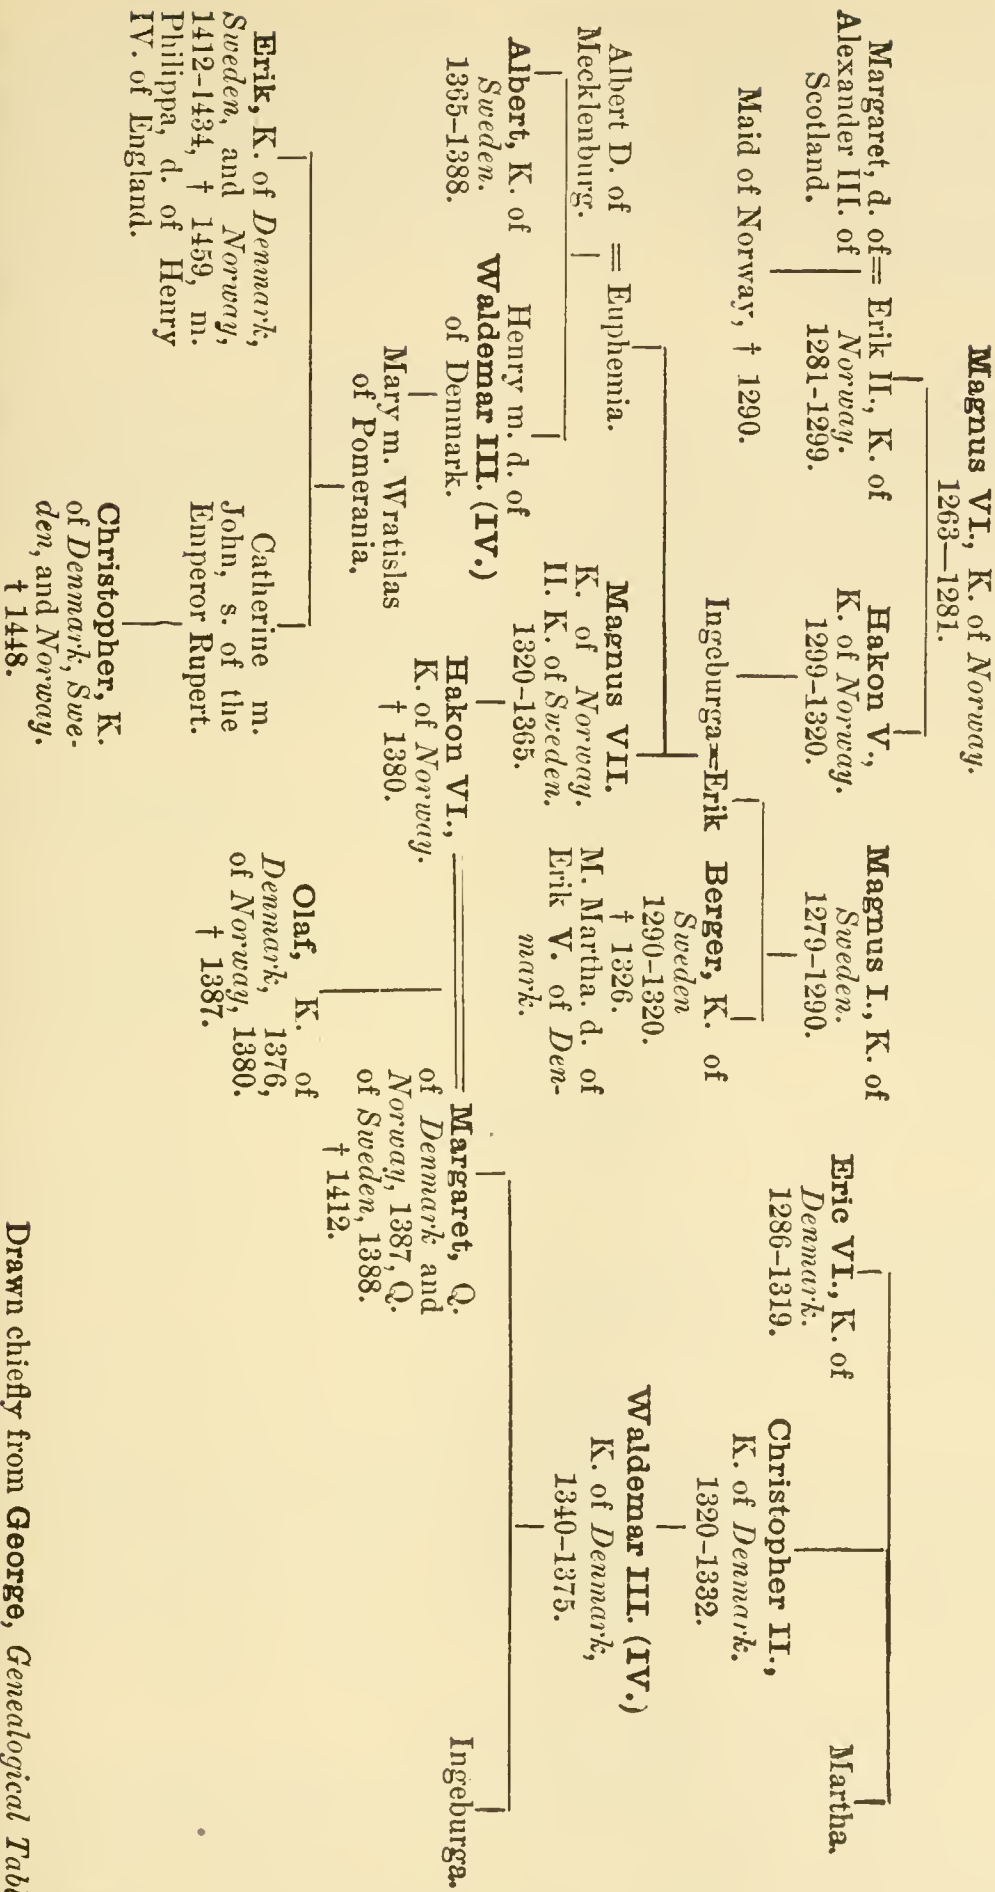 Magnus VI., K. of Norway.
1263—1281.
Margaret, d. of = Erik II., K. of
Alexander III. of
Scotland.
Norway.
1281-1299.
Hakon V.,
K. of Norway.
1299-1320.
Magnus I., K. of
Sweden.
1279-1290.
Eric VI., K. of
Denmark.
1286-1319.
Christopher II.,
K. of Denmark.
1320-1332.
Martha.
Maid of Norway, † 1290.
Ingeburga=Erik
Berger, K. of
Sweden
1290-1320.
† 1326.
M. Martha. d. of
Erik V. of Den-
mark.
Waldemar III. (IV.)
K. of Denmark,
1340-1375.
Albert D. of = Euphemia.
Mecklenburg.
Magnus VII.
K. of Norway.
II. K. of Sweden.
1320-1365.
Albert, K. of
Sweden.
1365-1388.
Henry m. d. of
Waldemar III. (IV.)
of Denmark.
Hakon VI.,
K. of Norway.
† 1380.
Margaret, Q.
of Denmark and
Norway, 1387, Q.
of Sweden, 1388.
† 1412.
Ingeburga.
Mary m. Wratislas
of Pomerania.
Olaf, K. of
Denmark, 1376,
of Norway, 1380.
† 1387.
Erik, K. of Denmark,
Sweden, and Norway,
1412-1434, † 1459, m.
Philippa, d. of Henry
IV. of England.
Catherine m.
John, s. of the
Emperor Rupert.
Christopher, K.
of Denmark, Swe-
den, and Norway.
† 1448.
Drawn chiefly from George, Genealogical Tab